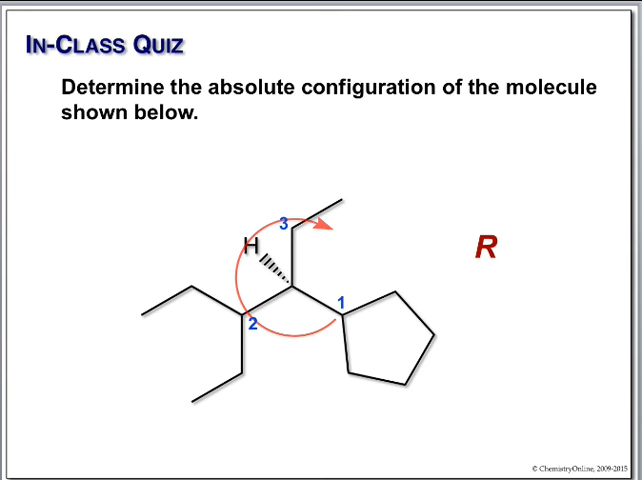 IN-CLASS QUIZ
Determine the absolute configuration of the molecule
shown below.
3
H
R
1
2
© ChemistryOnline, 2009-2015